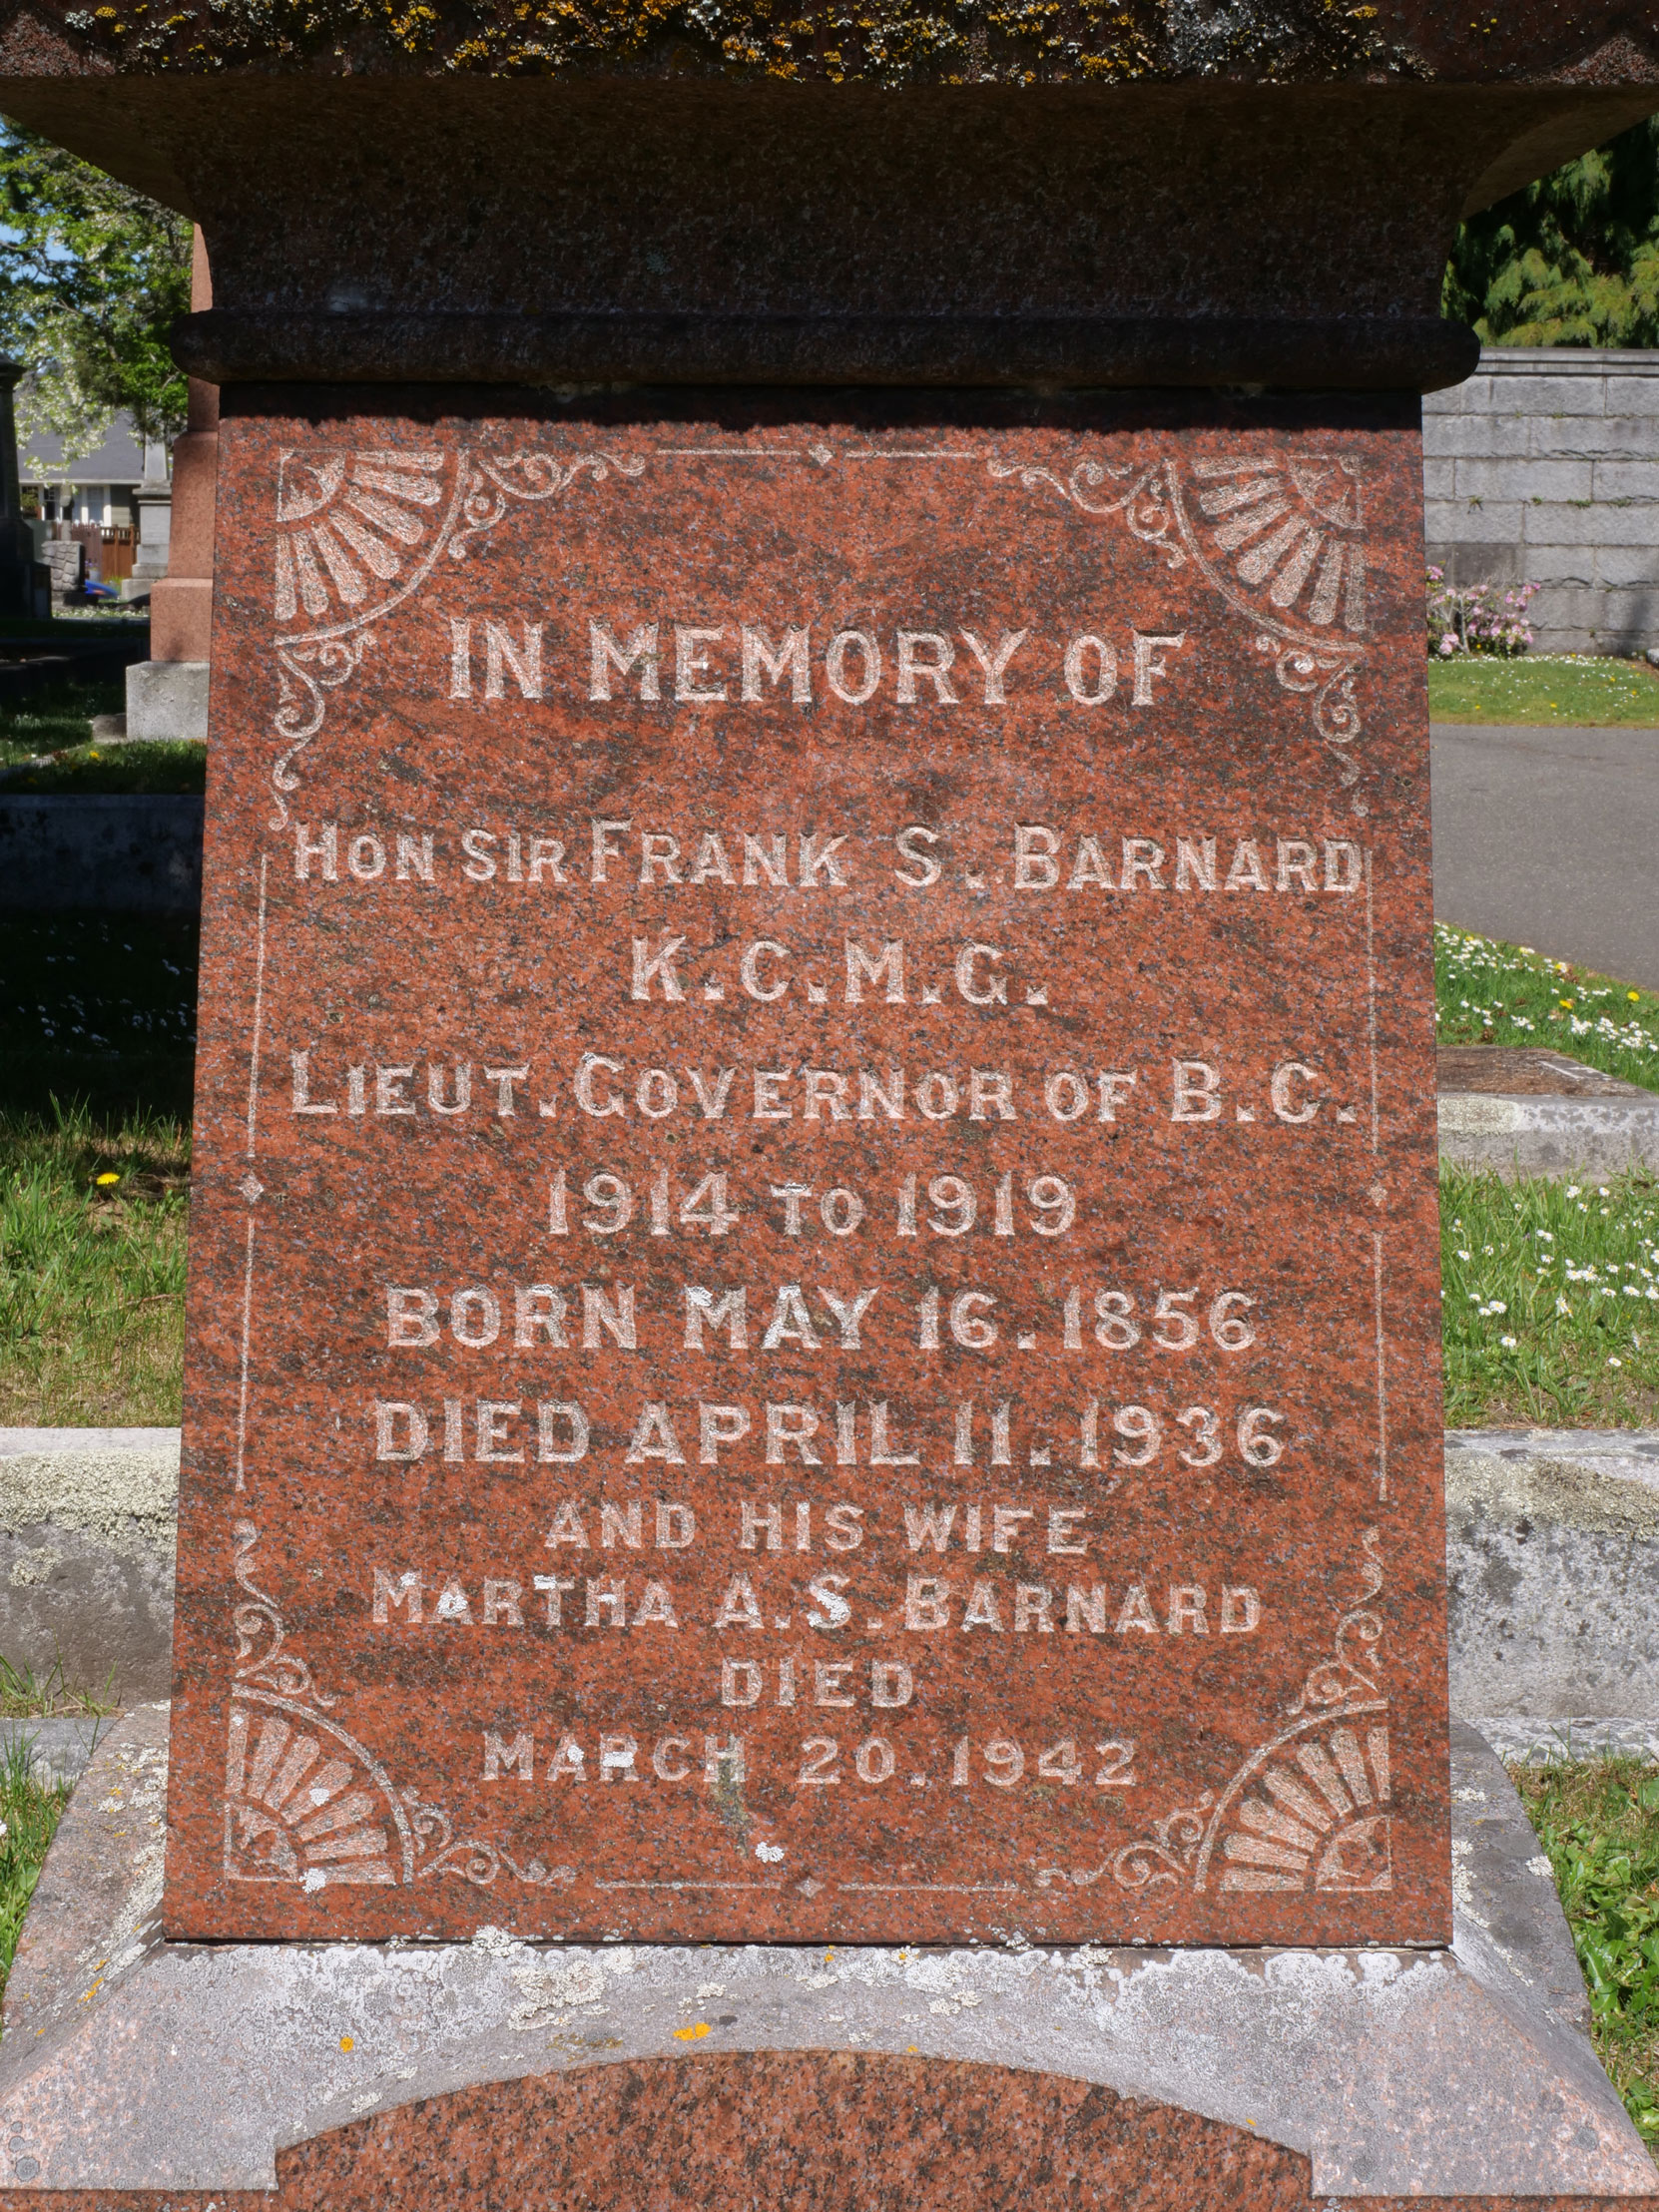 IN MEMORY OF
HON SIR FRANK S. BARNARD
K.C.M.G.
LIEUT. GOVERNOR OF B.C.
1914 TO 1919
BORN MAY 16. 1856
DIED APRIL 11. 1936
AND HIS WIFE
MARTHA A.S. BARNARD
DIED
MARCH 20. 1942